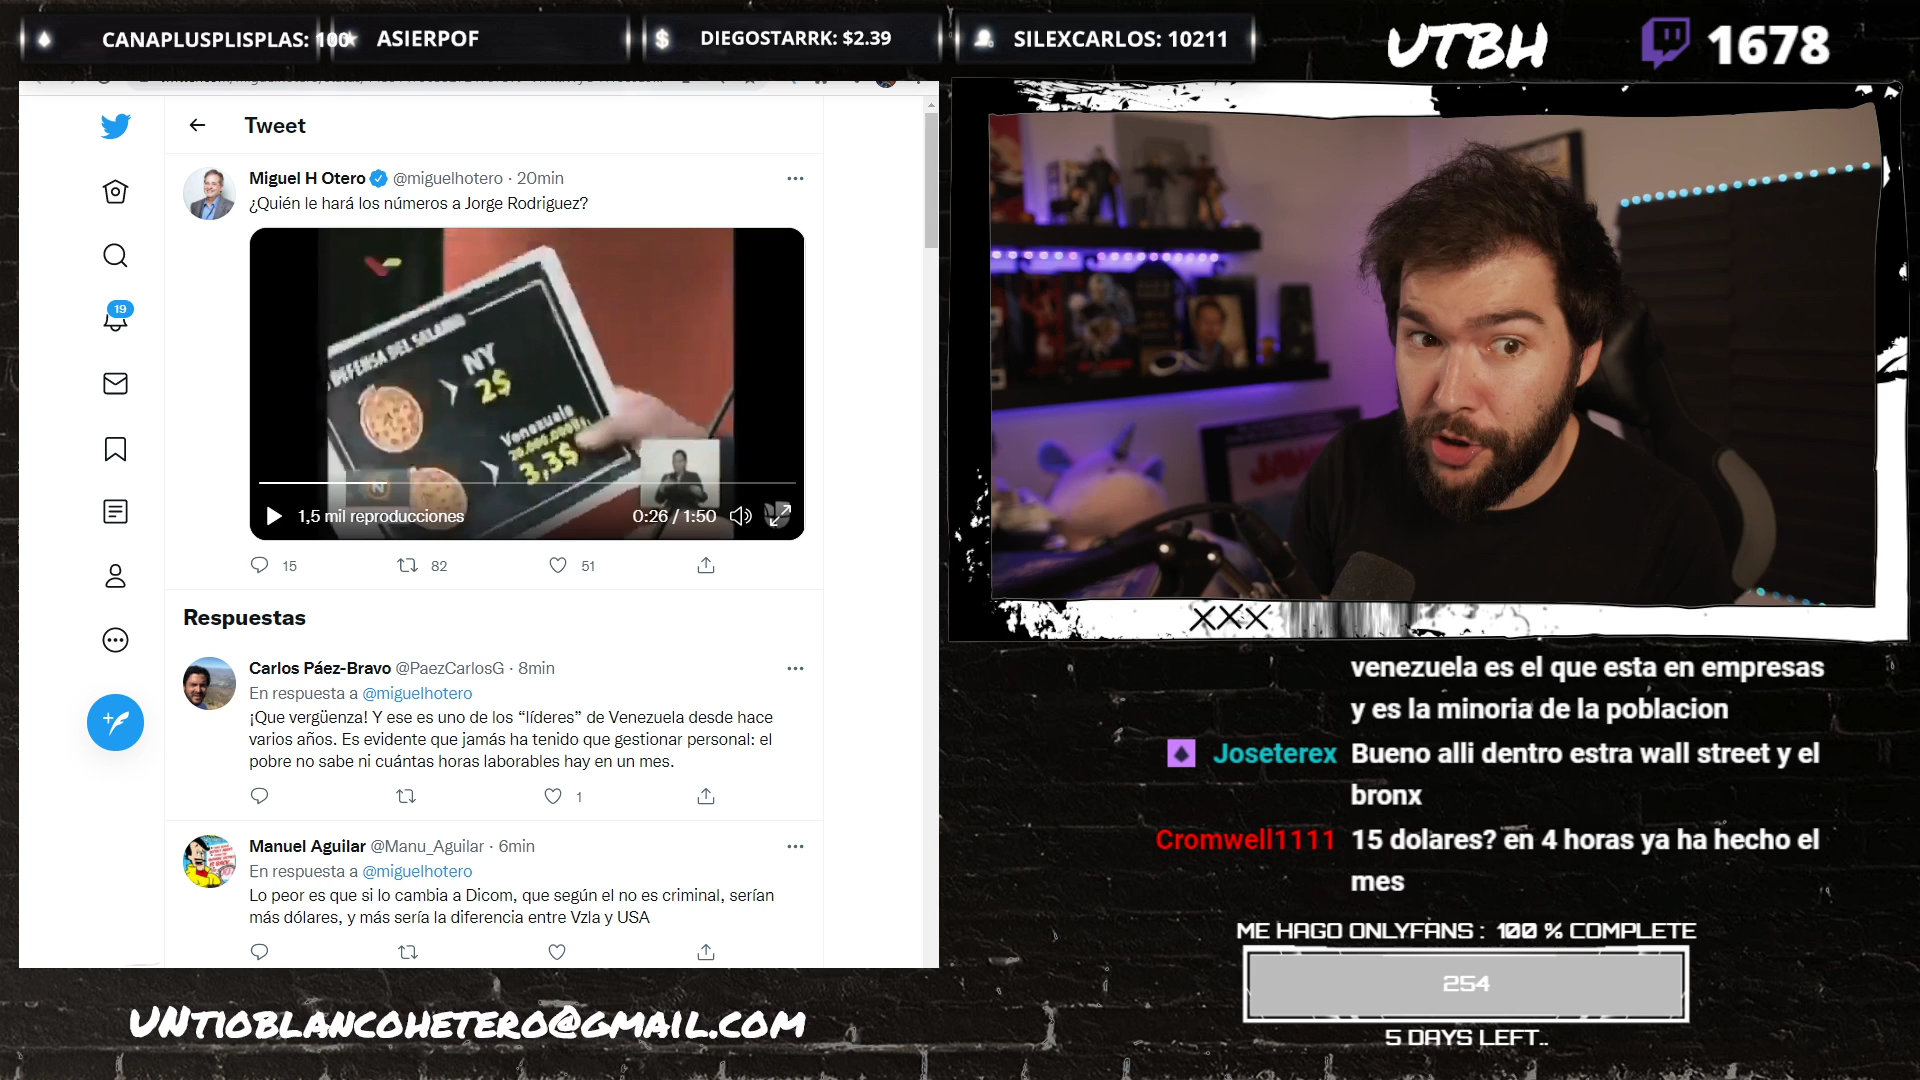 CANAPLUSPLISPLAS: 100
ASIERPOF
$
DIEGOSTARRK: $2.39
SILEXCARLOS: 10211
UTBH
1678
Tweet
Miguel H Otero @miguelhotero · 20min
¿Quién le hará los números a Jorge Rodriguez?
DEFENSA DEL SALARIO
NY
2$
Venezuela
3,3$
1,5 mil reproducciones
0:26 / 1:50
15
82
51
19
Respuestas
Carlos Páez-Bravo @PaezCarlosG · 8min
En respuesta a @miguelhotero
¡Que vergüenza! Y ese es uno de los “líderes” de Venezuela desde hace
varios años. Es evidente que jamás ha tenido que gestionar personal: el
pobre no sabe ni cuántas horas laborables hay en un mes.
1
Manuel Aguilar @Manu_Aguilar · 6min
En respuesta a @miguelhotero
Lo peor es que si lo cambia a Dicom, que según el no es criminal, serían
más dólares, y más sería la diferencia entre Vzla y USA
UNTIOBLANCOHETERO@GMAIL.COM
JAWS
XXX
venezuela es el que esta en empresas
y es la minoria de la poblacion
Joseterex Bueno alli dentro estra wall street y el
bronx
Cromwell1111 15 dolares? en 4 horas ya ha hecho el
mes
ME HAGO ONLYFANS : 100 % COMPLETE
254
5 DAYS LEFT..